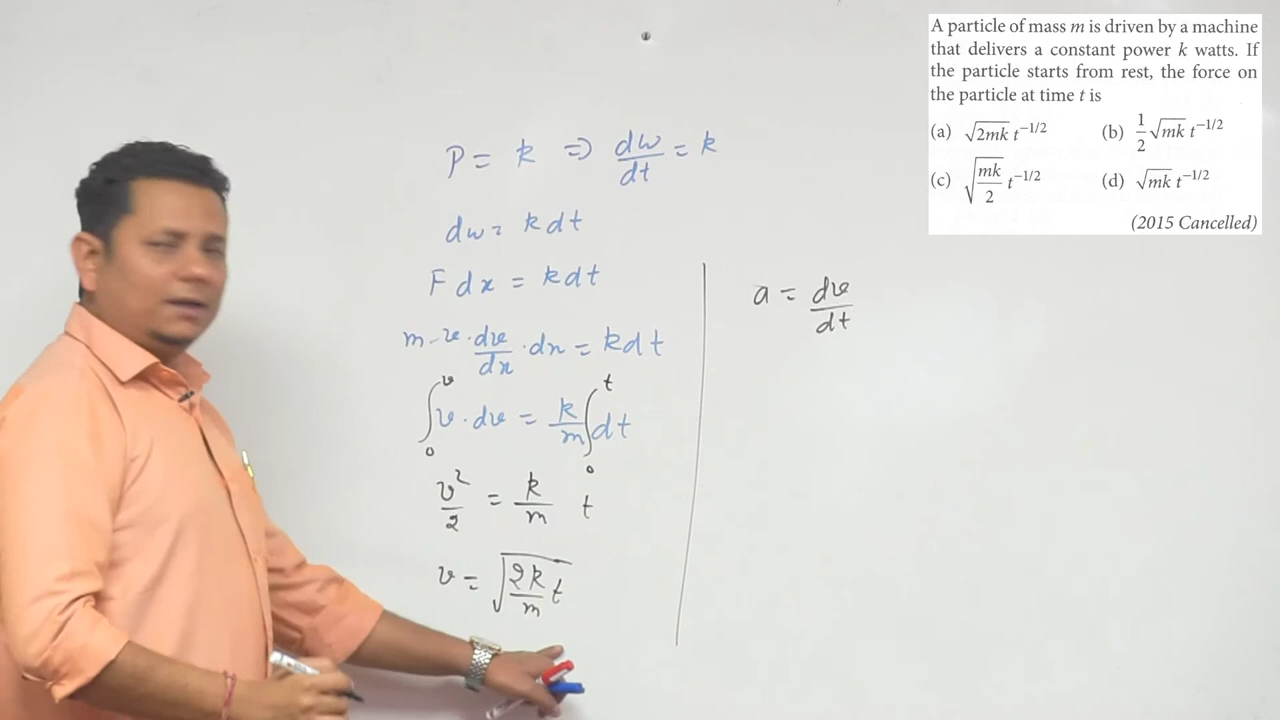 A particle of mass m is driven by a machine
that delivers a constant power k watts. If
the particle starts from rest, the force on
the particle at time t is
(a) √2mk t⁻¹/² (b) 1/2 √mk t⁻¹/²
(c) √(mk/2) t⁻¹/² (d) √mk t⁻¹/²
(2015 Cancelled)
P = k ⇒ dw/dt = k
dw = k dt
F dx = k dt
m - v · dv/dx · dx = k dt
∫₀ᵛ v · dv = k/m ∫₀ᵗ dt
v²/2 = k/m t
v = √(2k/m t)
a = dv/dt